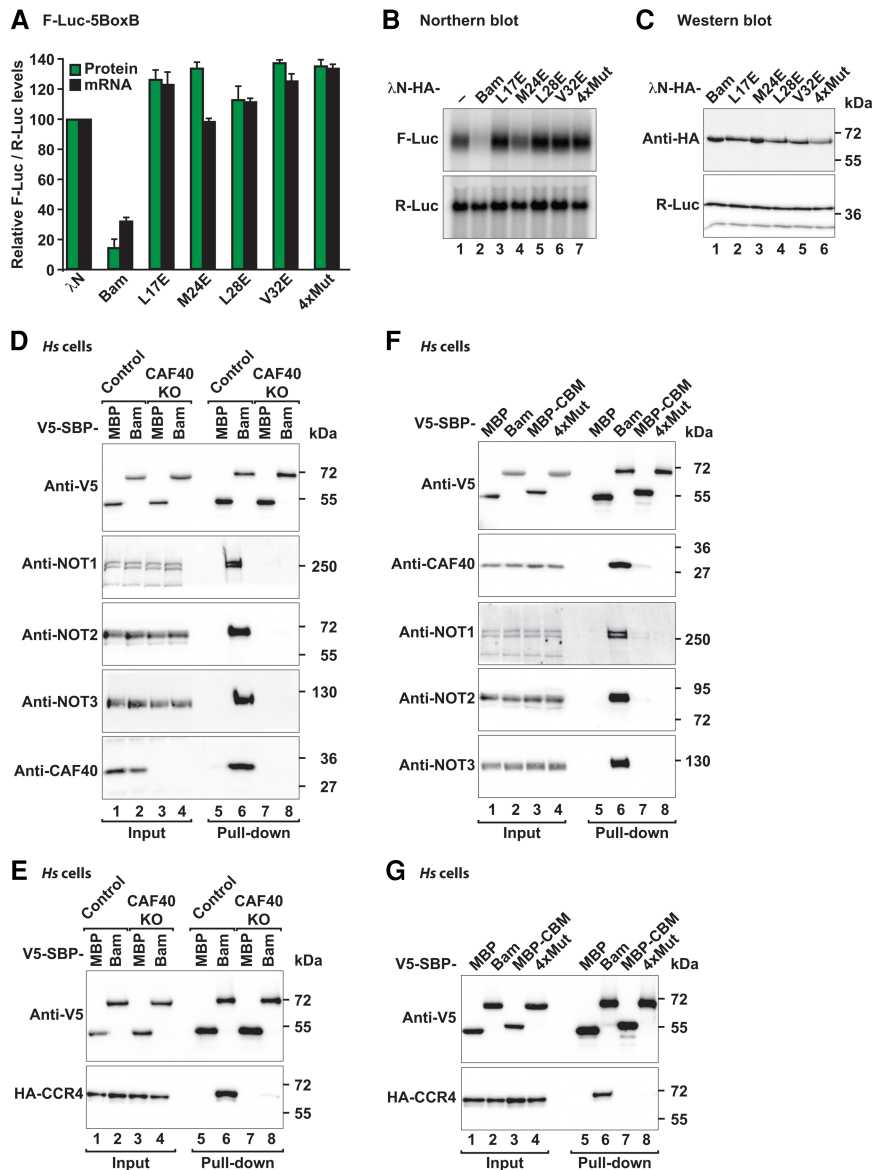 A F-Luc-5BoxB
Relative F-Luc / R-Luc levels
140
120
100
80
60
40
20
0
Protein
mRNA
λN Bam L17E M24E L28E V32E 4xMut
B Northern blot
λN-HA- – Bam L17E M24E L28E V32E 4xMut
F-Luc
R-Luc
1 2 3 4 5 6 7
C Western blot
λN-HA- Bam L17E M24E L28E V32E 4xMut
kDa
Anti-HA 72
55
R-Luc 36
1 2 3 4 5 6
D Hs cells
Control CAF40 KO Control CAF40 KO
V5-SBP- MBP Bam MBP Bam MBP Bam MBP Bam kDa
Anti-V5 72
55
Anti-NOT1 250
Anti-NOT2 72
55
Anti-NOT3 130
Anti-CAF40 36
27
1 2 3 4 5 6 7 8
Input Pull-down
F Hs cells
V5-SBP- MBP Bam MBP-CBM 4xMut MBP Bam MBP-CBM 4xMut
kDa
Anti-V5 72
55
Anti-CAF40 36
27
Anti-NOT1 250
Anti-NOT2 95
72
Anti-NOT3 130
1 2 3 4 5 6 7 8
Input Pull-down
E Hs cells
Control CAF40 KO Control CAF40 KO
V5-SBP- MBP Bam MBP Bam MBP Bam MBP Bam kDa
Anti-V5 72
55
HA-CCR4 72
55
1 2 3 4 5 6 7 8
Input Pull-down
G Hs cells
V5-SBP- MBP Bam MBP-CBM 4xMut MBP Bam MBP-CBM 4xMut
kDa
Anti-V5 72
55
HA-CCR4 72
55
1 2 3 4 5 6 7 8
Input Pull-down